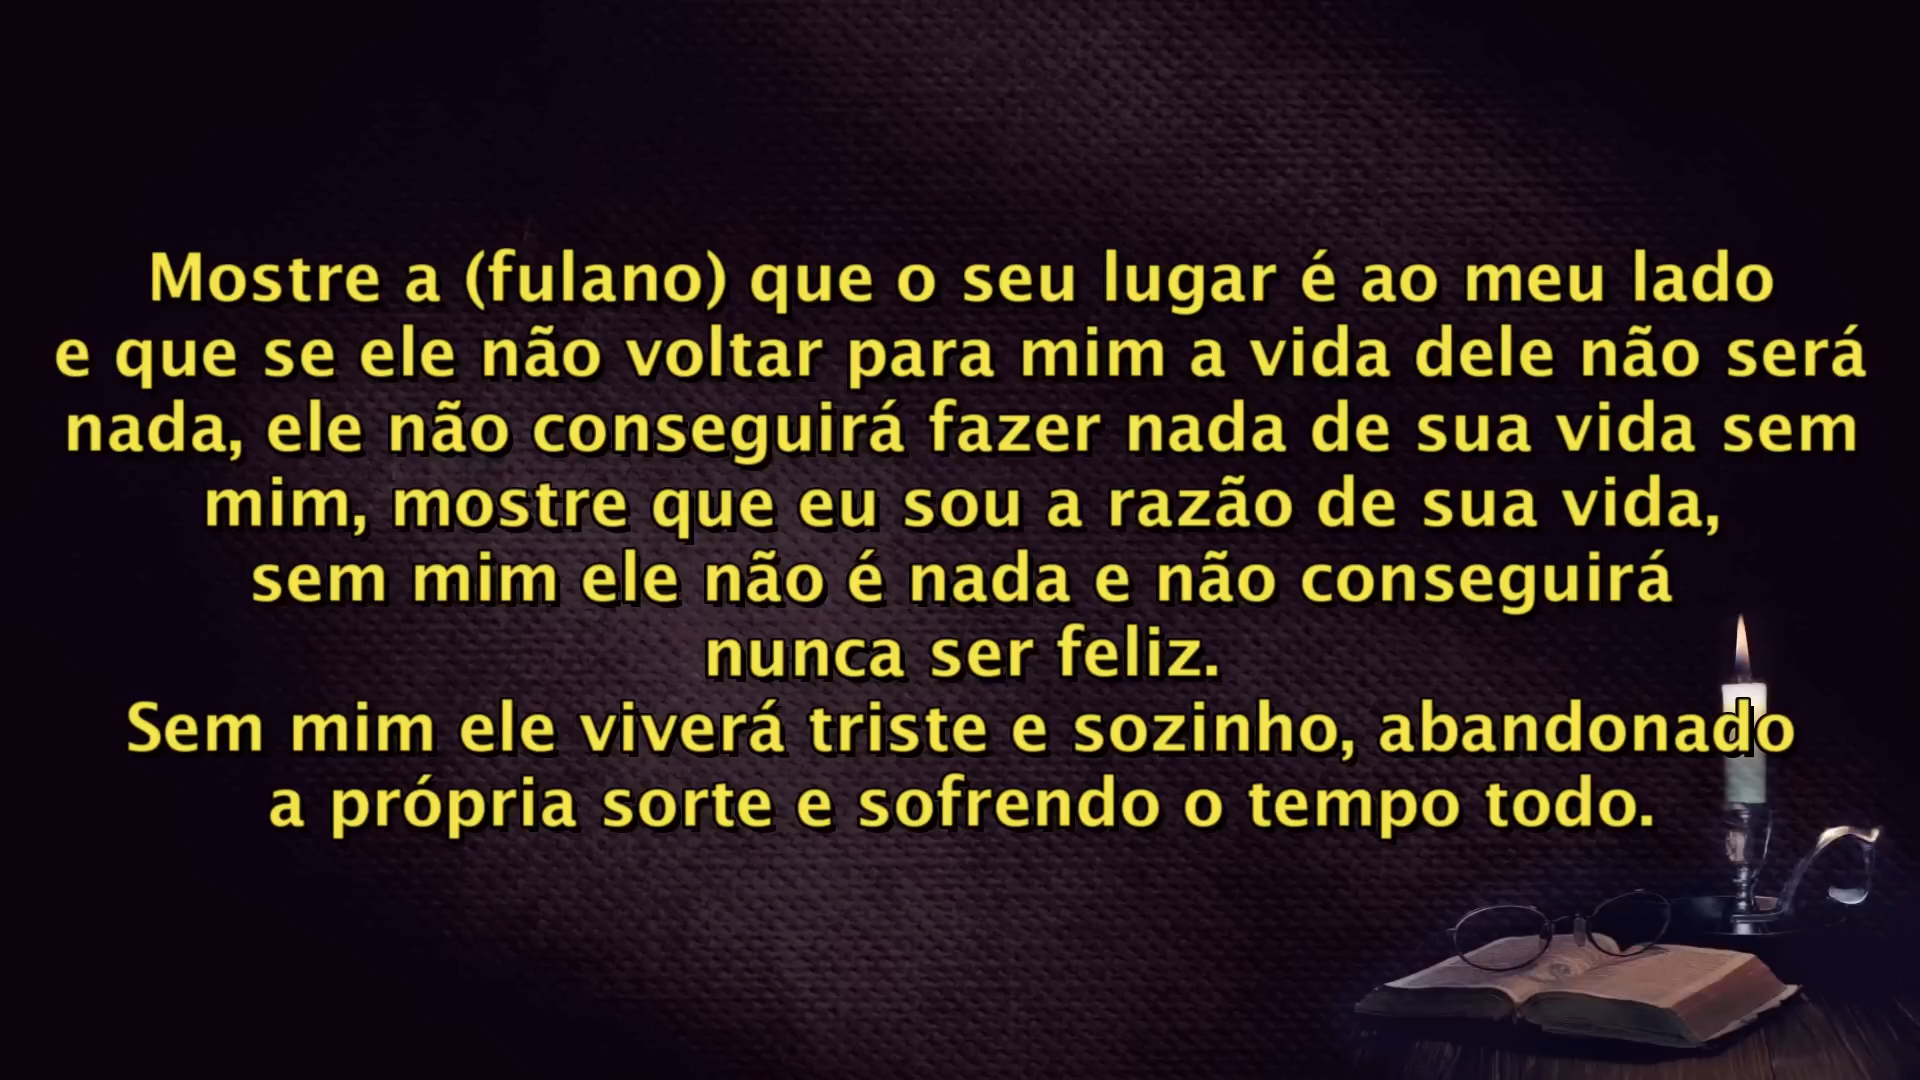 Mostre a (fulano) que o seu lugar é ao meu lado
e que se ele não voltar para mim a vida dele não será
nada, ele não conseguirá fazer nada de sua vida sem
mim, mostre que eu sou a razão de sua vida,
sem mim ele não é nada e não conseguirá
nunca ser feliz.
Sem mim ele viverá triste e sozinho, abandonado
a própria sorte e sofrendo o tempo todo.